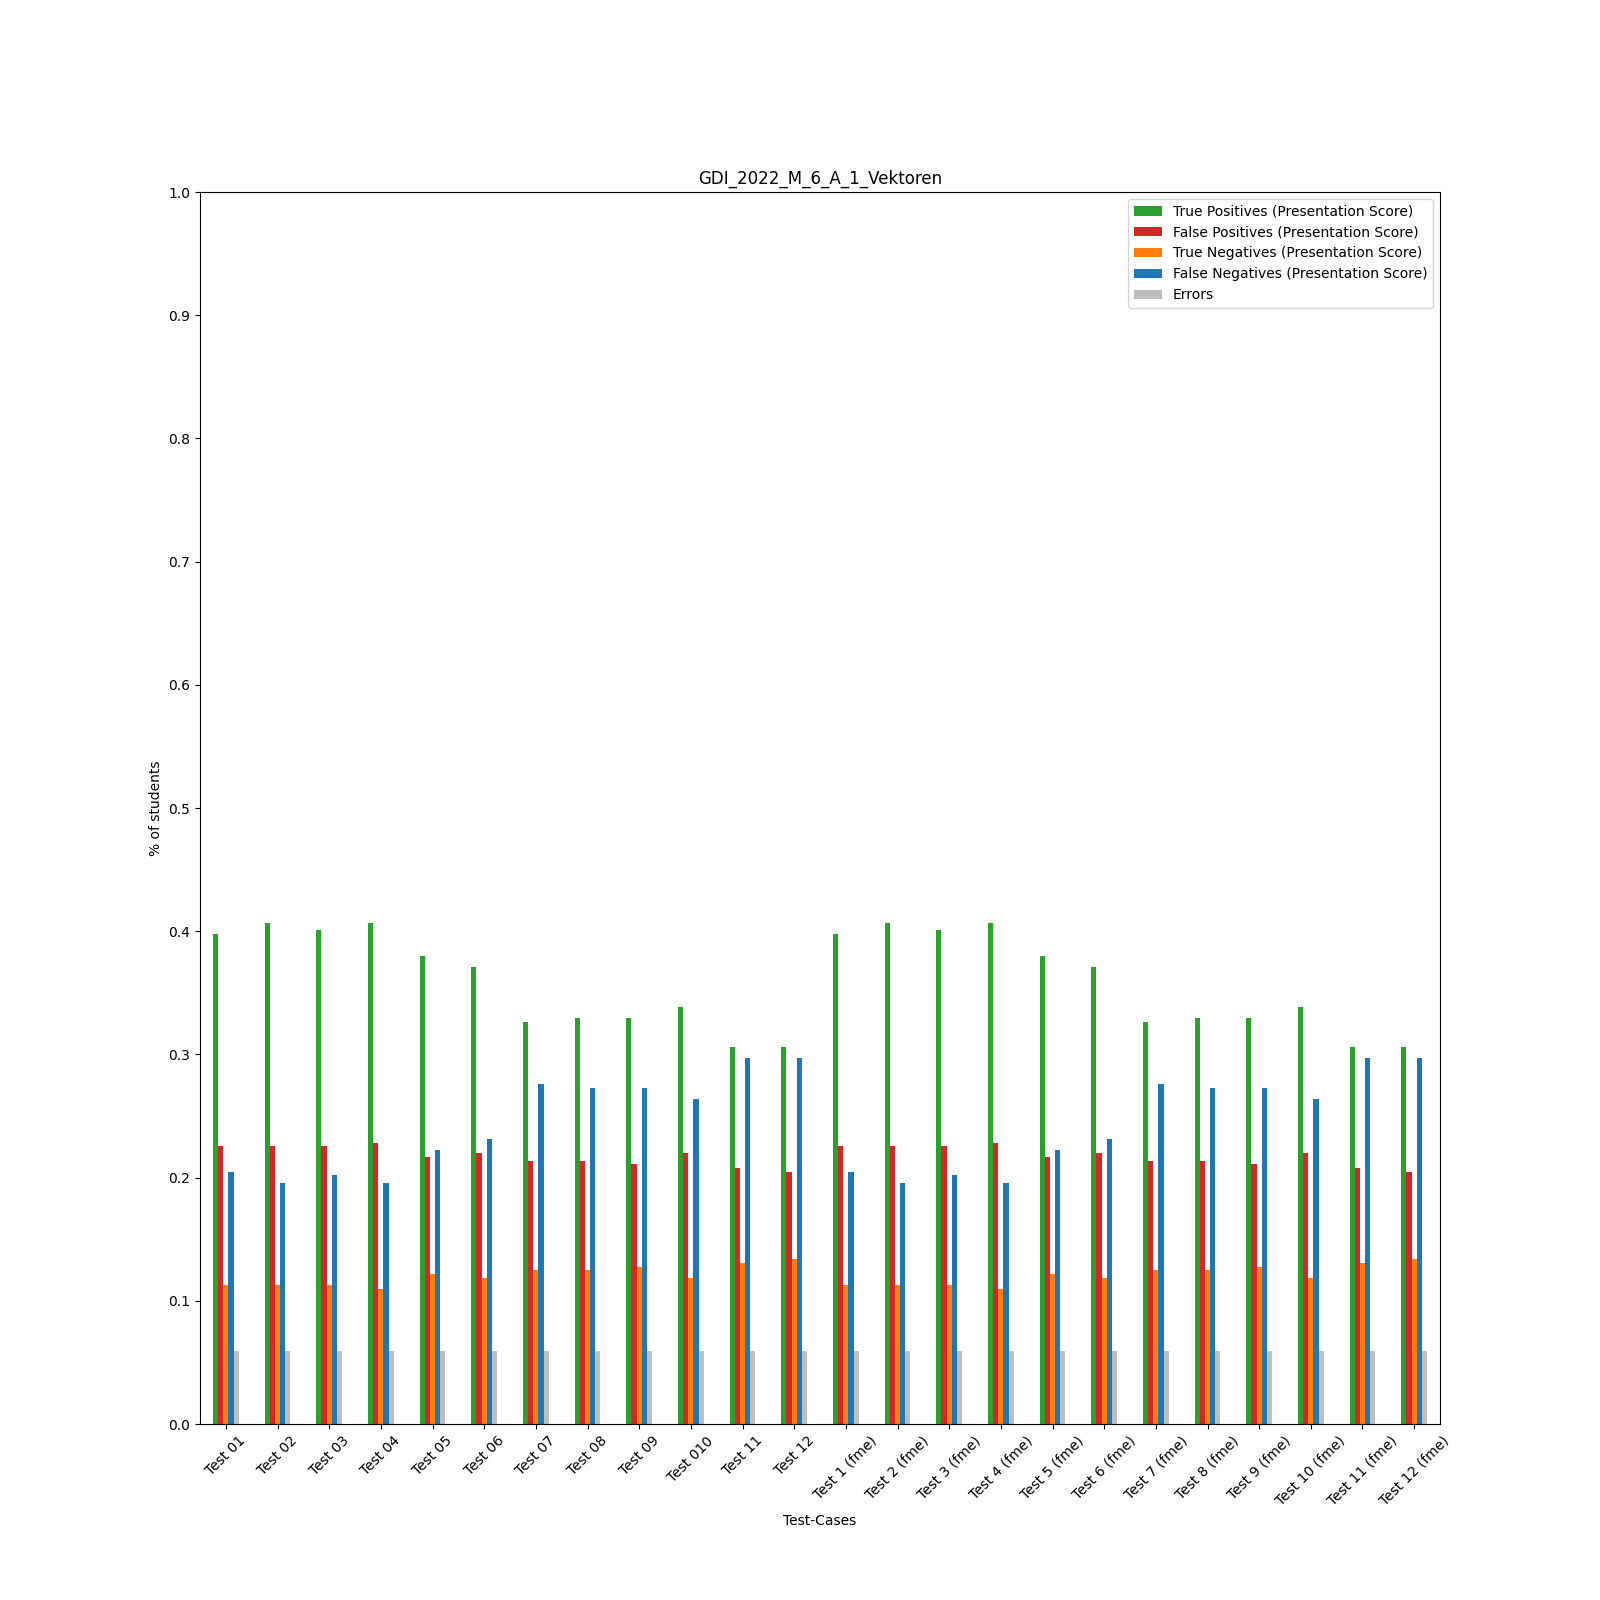 GDI_2022_M_6_A_1_Vektoren
True Positives (Presentation Score)
False Positives (Presentation Score)
True Negatives (Presentation Score)
False Negatives (Presentation Score)
Errors
% of students
1.0
0.9
0.8
0.7
0.6
0.5
0.4
0.3
0.2
0.1
0.0
Test 01
Test 02
Test 03
Test 04
Test 05
Test 06
Test 07
Test 08
Test 09
Test 010
Test 11
Test 12
Test 1 (fme)
Test 2 (fme)
Test 3 (fme)
Test 4 (fme)
Test 5 (fme)
Test 6 (fme)
Test 7 (fme)
Test 8 (fme)
Test 9 (fme)
Test 10 (fme)
Test 11 (fme)
Test 12 (fme)
Test-Cases